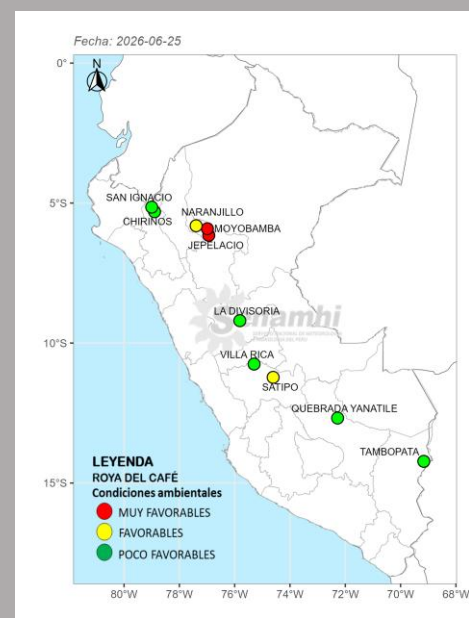 Fecha: 2026-06-25
N
0°
5°S
10°S
15°S
SAN IGNACIO
CHIRINOS
NARANJILLO
MOYOBAMBA
JEPELACIO
LA DIVISORIA
Senamhi
VILLA RICA
SATIPO
QUEBRADA YANATILE
TAMBOPATA
LEYENDA
ROYA DEL CAFÉ
Condiciones ambientales
MUY FAVORABLES
FAVORABLES
POCO FAVORABLES
80°W 78°W 76°W 74°W 72°W 70°W 68°W